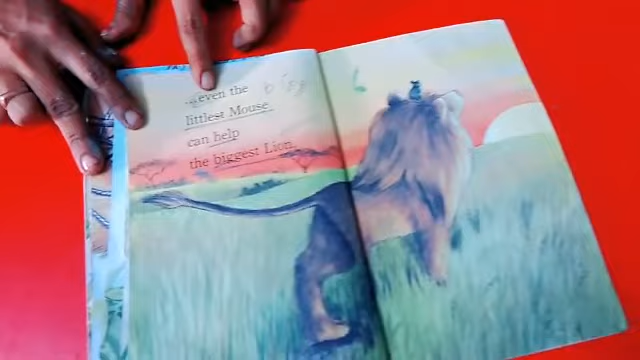 ...even the
littlest Mouse
can help
the biggest Lion.